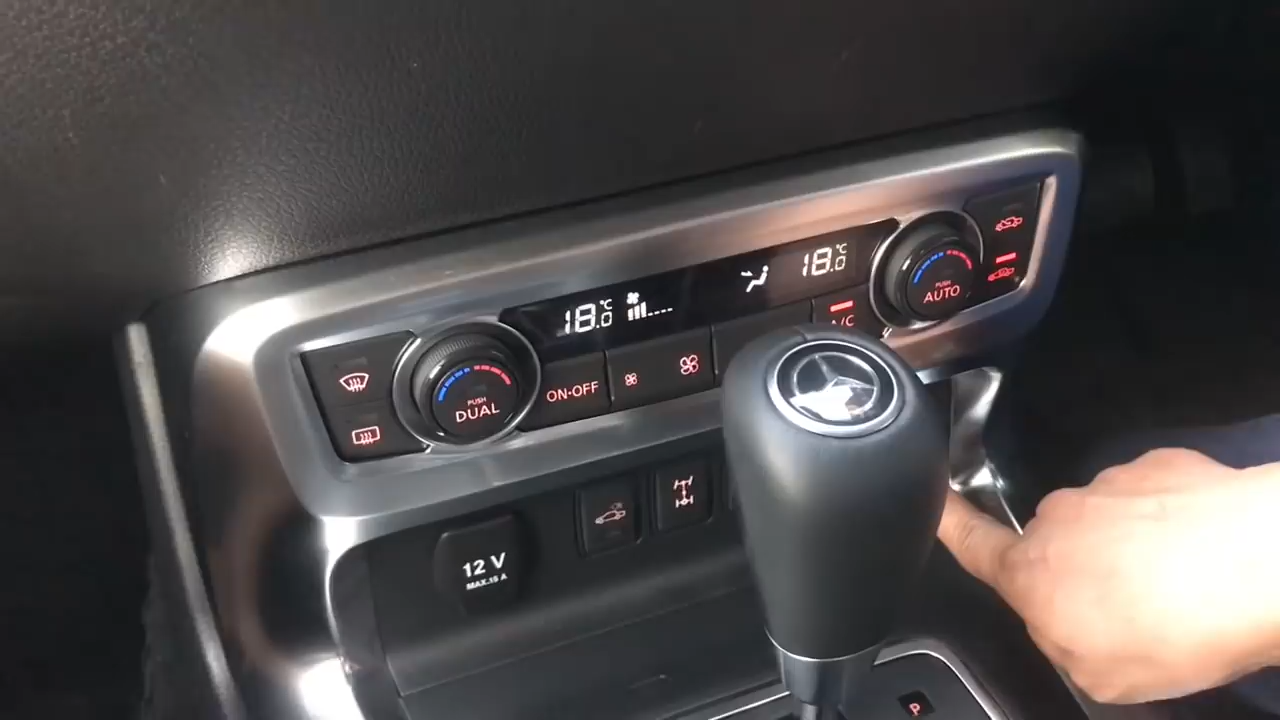 18.0 °C
18.0 °C
PUSH
AUTO
A/C
PUSH
DUAL
ON·OFF
12 V
MAX.15 A
P